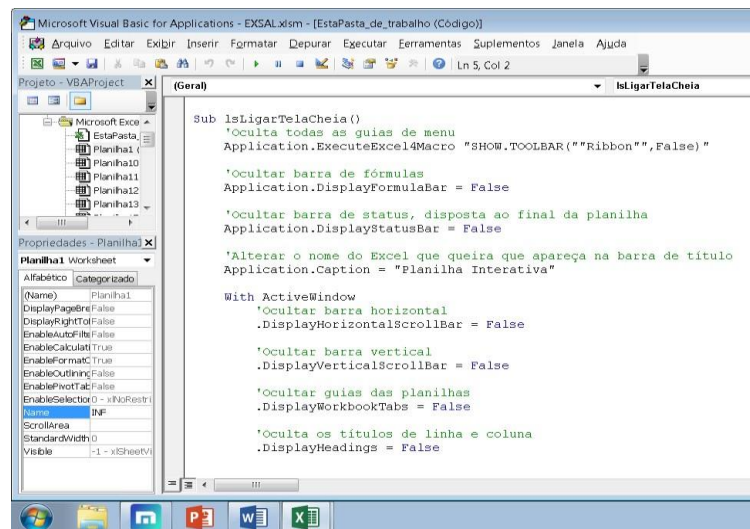 Microsoft Visual Basic for Applications - EXSAL.xlsm - [EstaPasta_de_trabalho (Código)]
Arquivo Editar Exibir Inserir Formatar Depurar Executar Ferramentas Suplementos Janela Ajuda
Ln 5, Col 2
Projeto - VBAProject
(Geral)
lsLigarTelaCheia
Microsoft Exce
EstaPasta_
Planilha1 (
Planilha10
Planilha11
Planilha12
Planilha13
Propriedades - Planilha1
Planilha1 Worksheet
Alfabético Categorizado
(Name) Planilha1
DisplayPageBre False
DisplayRightTol False
EnableAutoFilte False
EnableCalculati True
EnableFormatC True
EnableOutlining False
EnablePivotTab False
EnableSelection 0 - xlNoRestri
Name INF
ScrollArea
StandardWidth 0
Visible -1 - xlSheetVi
Sub lsLigarTelaCheia()
'Oculta todas as guias de menu
Application.ExecuteExcel4Macro "SHOW.TOOLBAR(""Ribbon"",False)"
'Ocultar barra de fórmulas
Application.DisplayFormulaBar = False
'Ocultar barra de status, disposta ao final da planilha
Application.DisplayStatusBar = False
'Alterar o nome do Excel que queira que apareça na barra de título
Application.Caption = "Planilha Interativa"
With ActiveWindow
'Ocultar barra horizontal
.DisplayHorizontalScrollBar = False
'Ocultar barra vertical
.DisplayVerticalScrollBar = False
'Ocultar guias das planilhas
.DisplayWorkbookTabs = False
'Oculta os títulos de linha e coluna
.DisplayHeadings = False